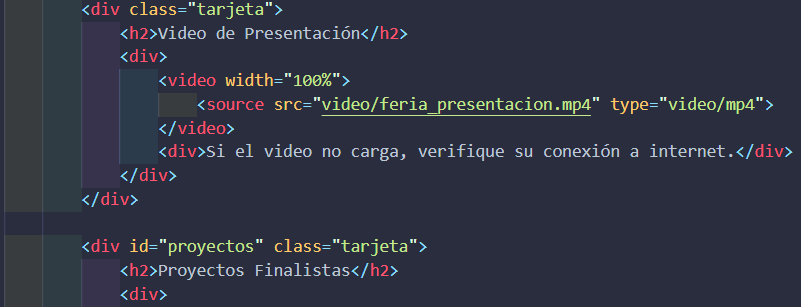 <div class="tarjeta">
<h2>Video de Presentación</h2>
<div>
<video width="100%">
<source src="video/feria_presentacion.mp4" type="video/mp4">
</video>
<div>Si el video no carga, verifique su conexión a internet.</div>
</div>
</div>
<div id="proyectos" class="tarjeta">
<h2>Proyectos Finalistas</h2>
<div>